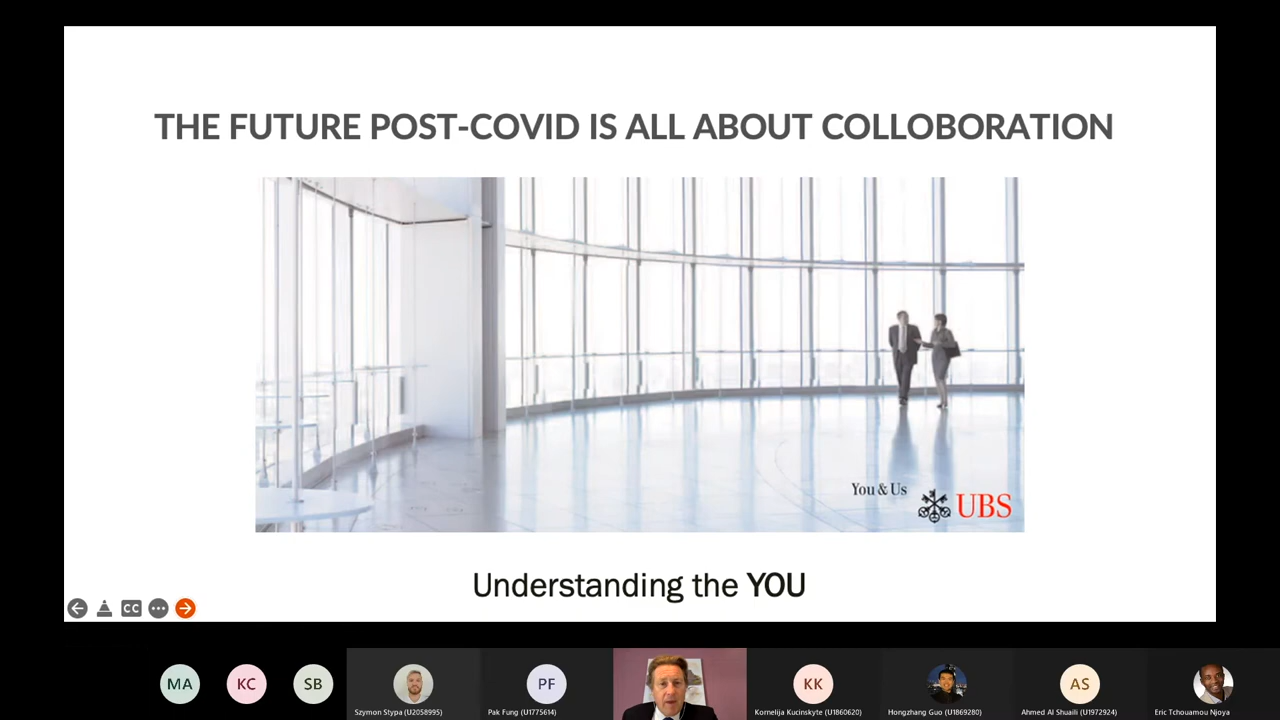 THE FUTURE POST-COVID IS ALL ABOUT COLLOBORATION
You & Us
UBS
Understanding the YOU
CC
MA
KC
SB
Szymon Stypa (U2058995)
PF
Pak Fung (U1775614)
KK
Kornelija Kucinskyte (U1860620)
Hongzhang Guo (U1869280)
AS
Ahmed Al Shuaili (U1972924)
Eric Tchouamou Njoya